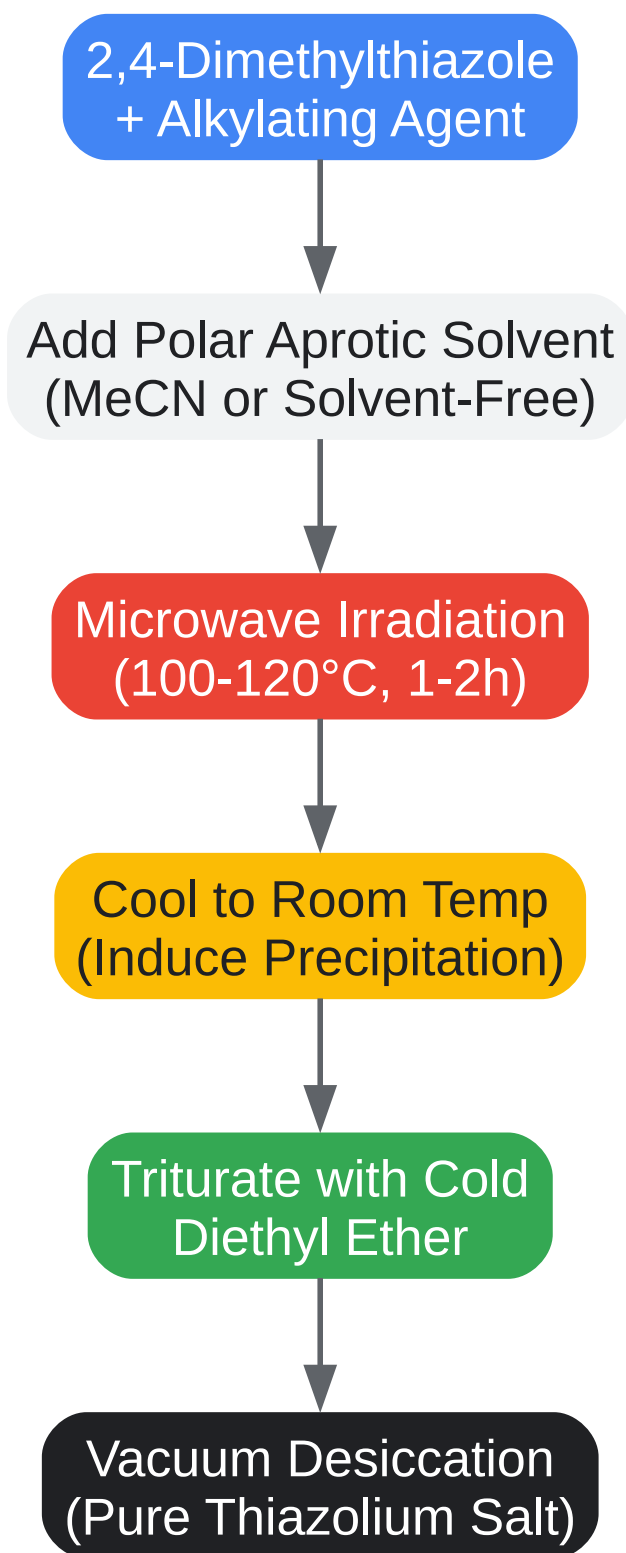 2,4-Dimethylthiazole
+ Alkylating Agent
Add Polar Aprotic Solvent
(MeCN or Solvent-Free)
Microwave Irradiation
(100-120°C, 1-2h)
Cool to Room Temp
(Induce Precipitation)
Triturate with Cold
Diethyl Ether
Vacuum Desiccation
(Pure Thiazolium Salt)